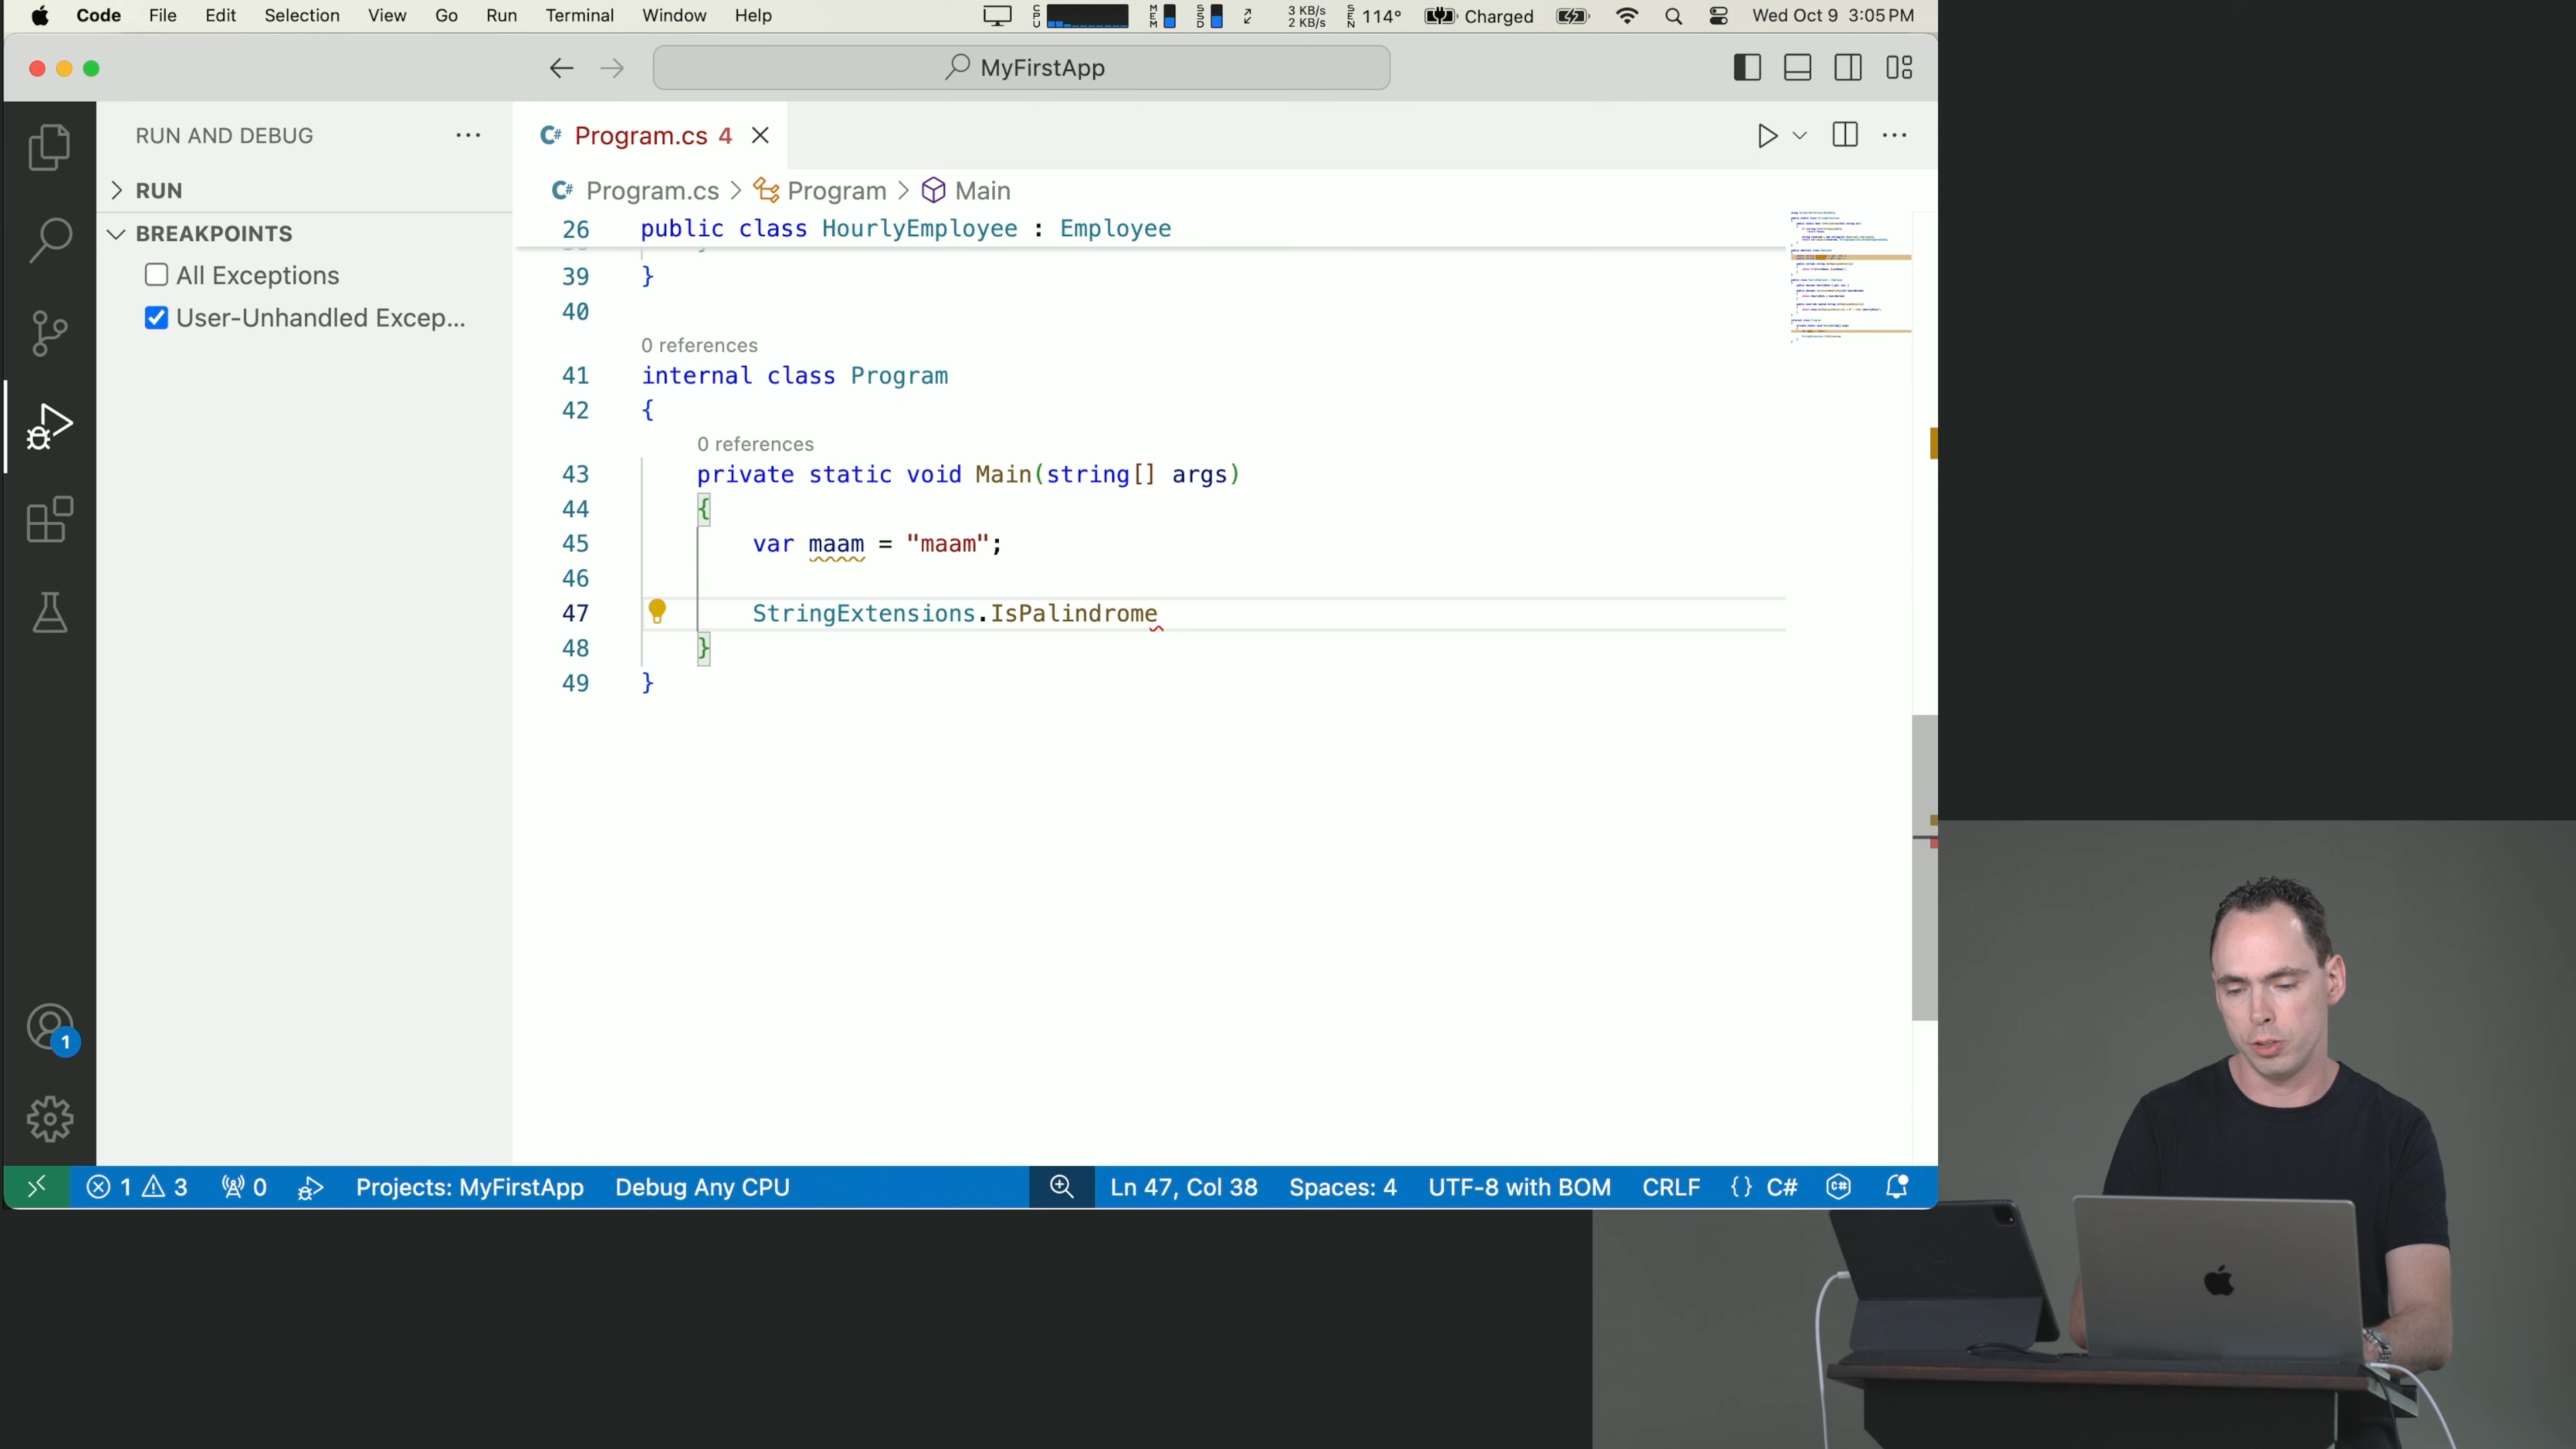 Code File Edit Selection View Go Run Terminal Window Help CPU MEM SSD 3 KB/s 2 KB/s SEN 114° Charged Wed Oct 9 3:05 PM
MyFirstApp
RUN AND DEBUG ··· C# Program.cs 4
RUN
C# Program.cs > Program > Main
BREAKPOINTS
All Exceptions
User-Unhandled Excep...
26 public class HourlyEmployee : Employee
39 }
40
0 references
41 internal class Program
42 {
0 references
43 private static void Main(string[] args)
44 {
45 var maam = "maam";
46
47 StringExtensions.IsPalindrome
48 }
49 }
1
1 3 0 Projects: MyFirstApp Debug Any CPU Ln 47, Col 38 Spaces: 4 UTF-8 with BOM CRLF {} C#